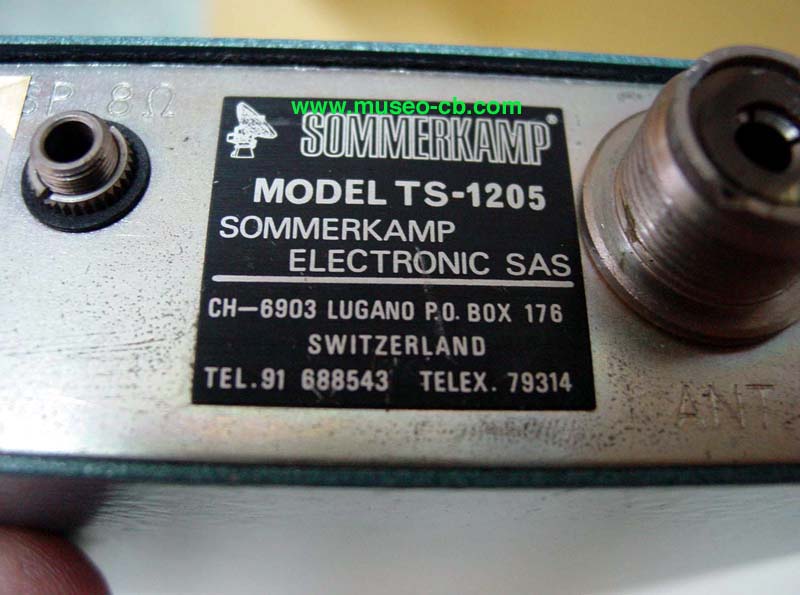 www.museo-cb.com
SP 8Ω
SOMMERKAMP®
MODEL TS-1205
SOMMERKAMP
ELECTRONIC SAS
CH-6903 LUGANO P.O. BOX 176
SWITZERLAND
TEL.91 688543 TELEX. 79314
ANT